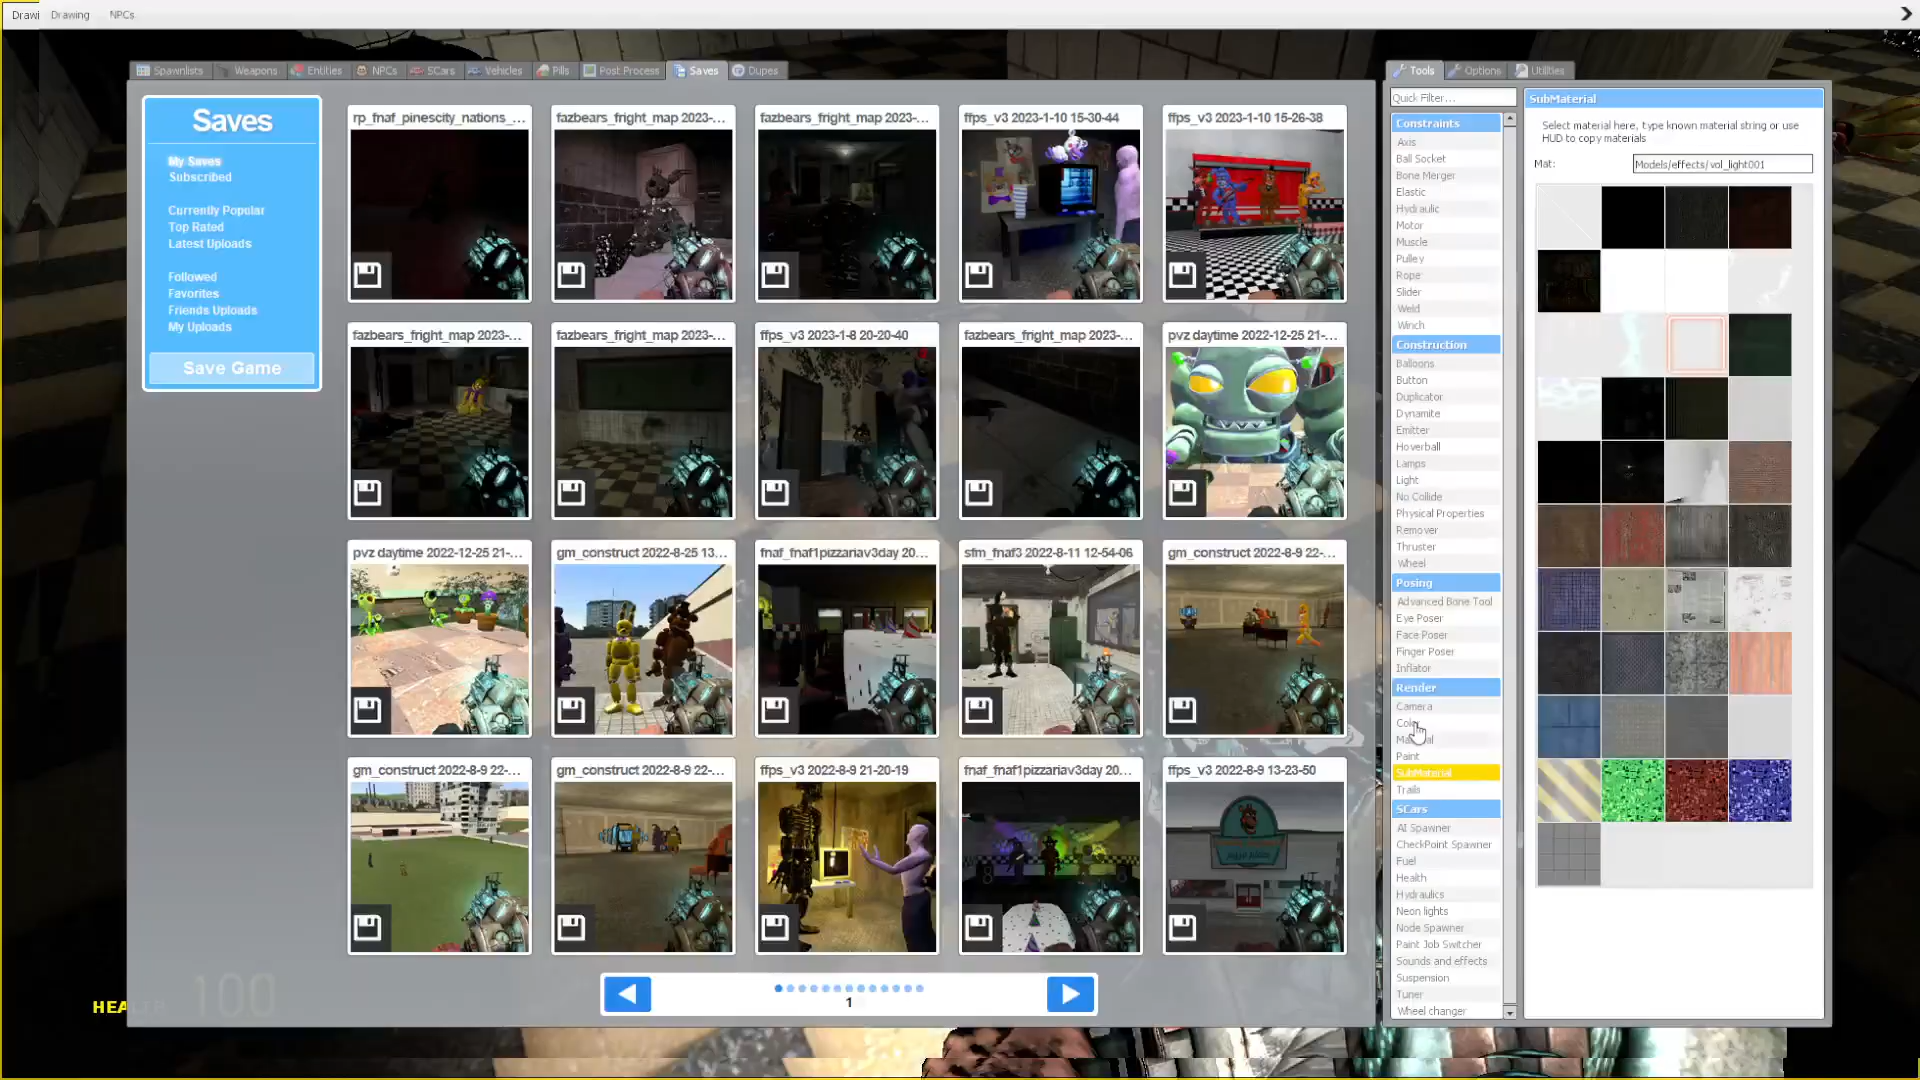 Drawi Drawing NPCs
Spawnlists Weapons Entities NPCs SCars Vehicles Pills Post Process Saves Dupes
Tools Options Utilities
Saves
My Saves
Subscribed
Currently Popular
Top Rated
Latest Uploads
Followed
Favorites
Friends Uploads
My Uploads
Save Game
rp_fnaf_pinescity_nations_...
fazbears_fright_map 2023-...
fazbears_fright_map 2023-...
ffps_v3 2023-1-10 15-30-44
ffps_v3 2023-1-10 15-26-38
fazbears_fright_map 2023-...
fazbears_fright_map 2023-...
ffps_v3 2023-1-8 20-20-40
fazbears_fright_map 2023-...
pvz daytime 2022-12-25 21-...
pvz daytime 2022-12-25 21-...
gm_construct 2022-8-25 13...
fnaf_fnaf1pizzariav3day 20...
sfm_fnaf3 2022-8-11 12-54-06
gm_construct 2022-8-9 22-...
gm_construct 2022-8-9 22-...
gm_construct 2022-8-9 22-...
ffps_v3 2022-8-9 21-20-19
fnaf_fnaf1pizzariav3day 20...
ffps_v3 2022-8-9 13-23-50
1
100
Quick Filter...
Constraints
Axis
Ball Socket
Bone Merger
Elastic
Hydraulic
Motor
Muscle
Pulley
Rope
Slider
Weld
Winch
Construction
Balloons
Button
Duplicator
Dynamite
Emitter
Hoverball
Lamps
Light
No Collide
Physical Properties
Remover
Thruster
Wheel
Posing
Advanced Bone Tool
Eye Poser
Face Poser
Finger Poser
Inflator
Render
Camera
Color
Material
Paint
SubMaterial
Trails
SCars
AI Spawner
CheckPoint Spawner
Fuel
Health
Hydraulics
Neon lights
Node Spawner
Paint Job Switcher
Sounds and effects
Suspension
Tuner
Wheel changer
SubMaterial
Select material here, type known material string or use
HUD to copy materials
Mat: Models/effects/vol_light001